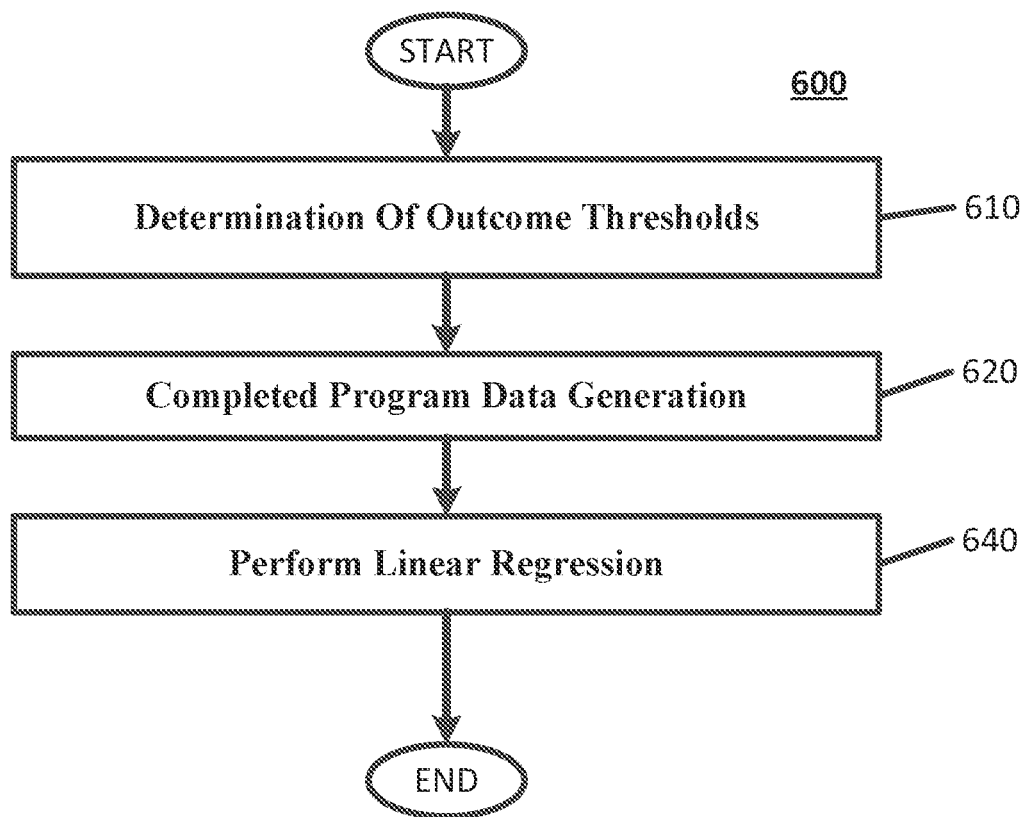 START
600
Determination Of Outcome Thresholds
610
Completed Program Data Generation
620
Perform Linear Regression
640
END